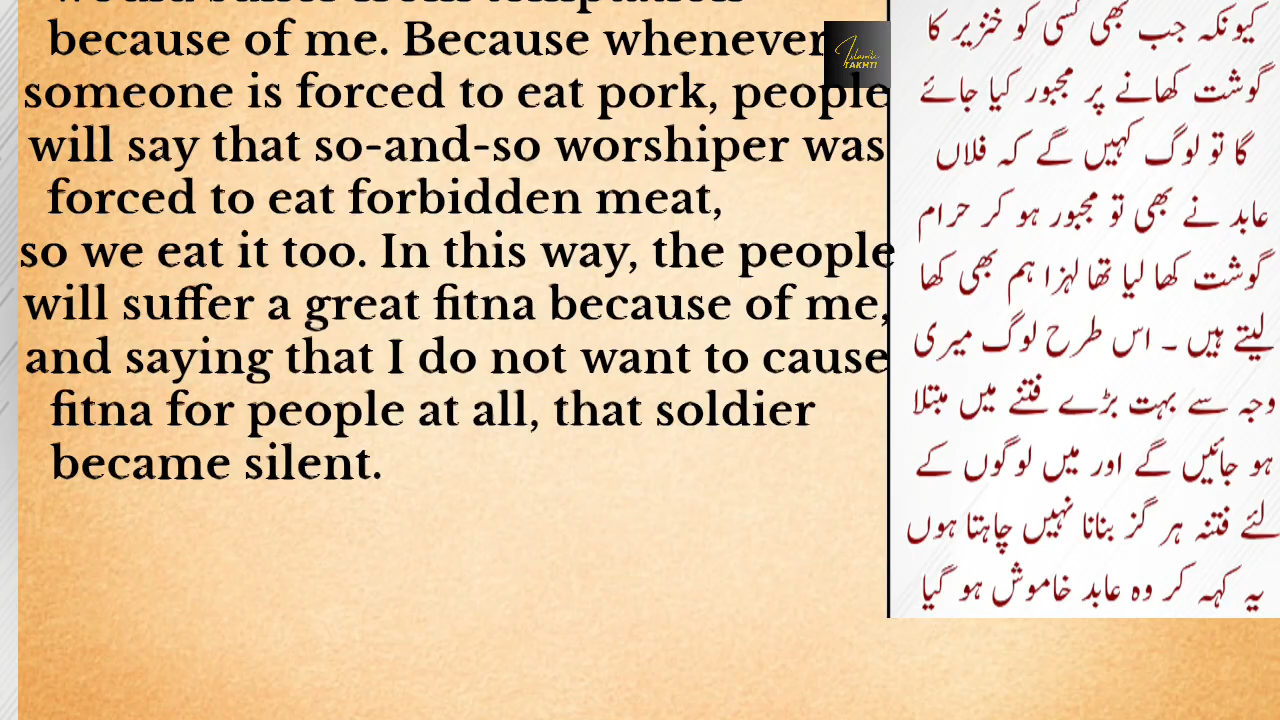 because of me. Because whenever
someone is forced to eat pork, people
will say that so-and-so worshiper was
forced to eat forbidden meat,
so we eat it too. In this way, the people
will suffer a great fitna because of me,
and saying that I do not want to cause
fitna for people at all, that soldier
became silent.
Islamic
TAKHTI
کیونکہ جب بھی کسی کو خنزیر کا
گوشت کھانے پر مجبور کیا جائے
گا تو لوگ کہیں گے کہ فلاں
عابد نے بھی تو مجبور ہو کر حرام
گوشت کھا لیا تھا لہزا ہم بھی کھا
لیتے ہیں ۔ اس طرح لوگ میری
وجہ سے بہت بڑے فتنے میں مبتلا
ہو جائیں گے اور میں لوگوں کے
لئے فتنہ ہر گز بنانا نہیں چاہتا ہوں
یہ کہہ کر وہ عابد خاموش ہو گیا